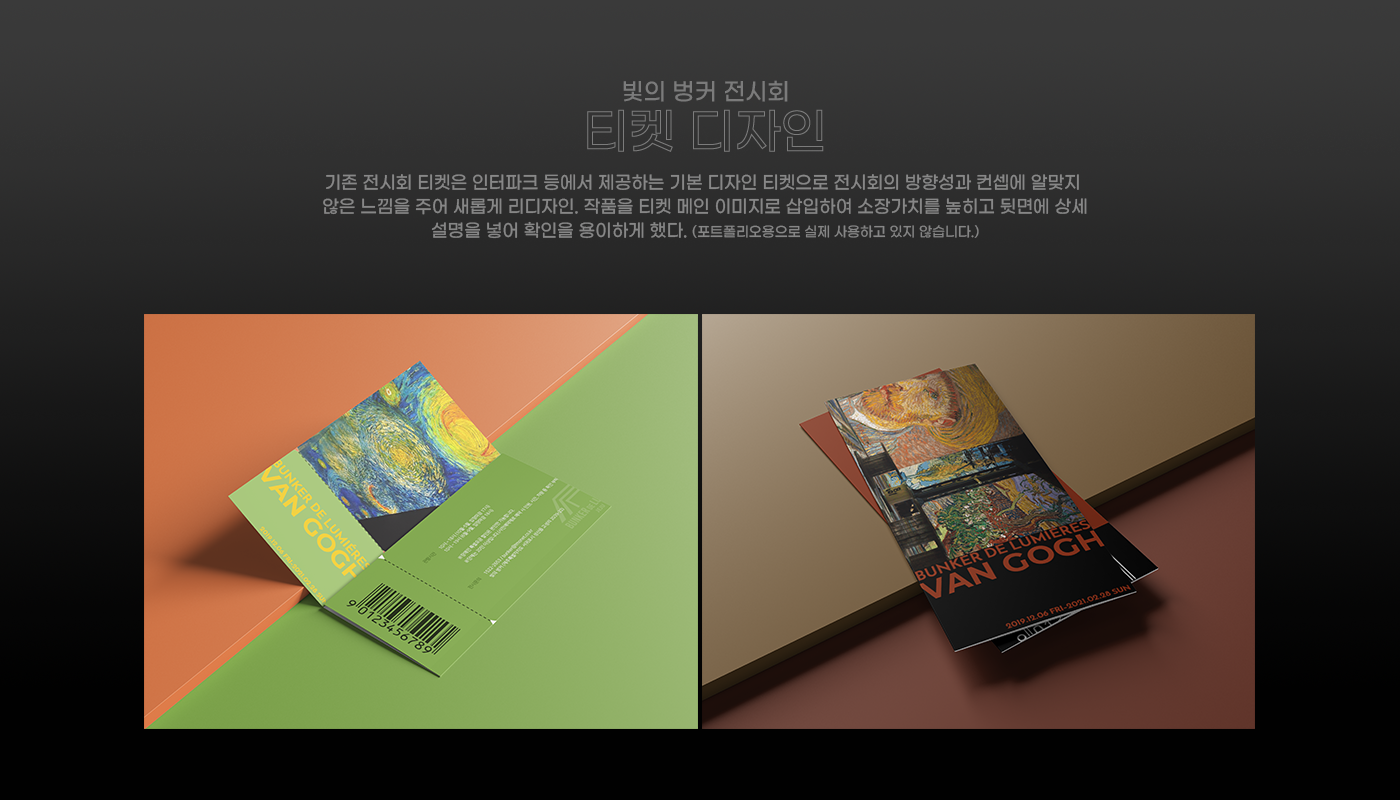 빛의 벙커 전시회
티켓 디자인
기존 전시회 티켓은 인터파크 등에서 제공하는 기본 디자인 티켓으로 전시회의 방향성과 컨셉에 알맞지
않은 느낌을 주어 새롭게 리디자인. 작품을 티켓 메인 이미지로 삽입하여 소장가치를 높히고 뒷면에 상세
설명을 넣어 확인을 용이하게 했다. (포트폴리오용으로 실제 사용하고 있지 않습니다.)
BUNKER DE LUMIÈRES
VAN GOGH
9 0123456789
BUNKER DE LUMIÈRES
VAN GOGH
2019.12.06 FRI-2021.02.28 SUN